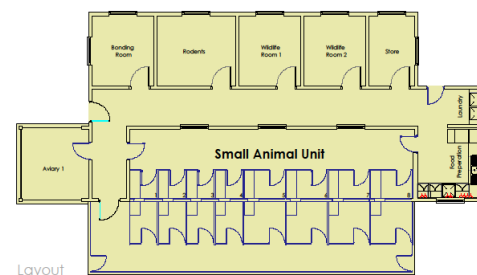 Bonding
Room
Rodents
Wildlife
Room 1
Wildlife
Room 2
Store
Laundry
Aviary 1
Small Animal Unit
Food
Preparation
1
2
3
4
5
6
7
8
Layout